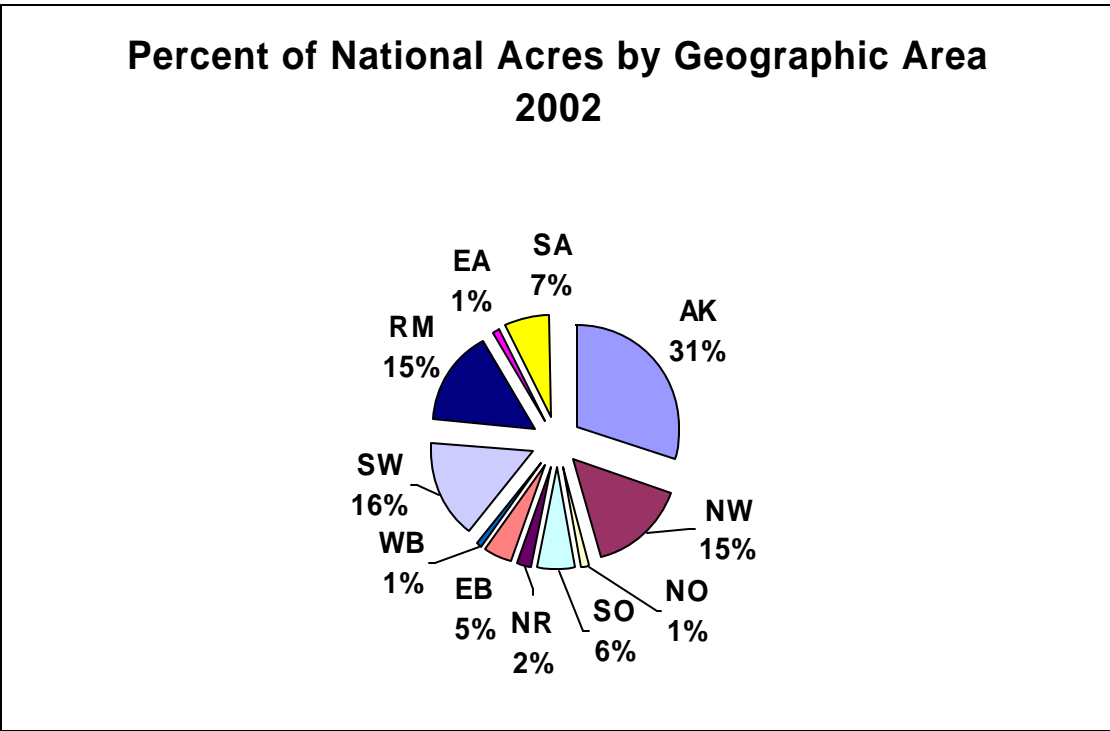 Percent of National Acres by Geographic Area
2002
EA
1%
SA
7%
AK
31%
RM
15%
SW
16%
NW
15%
WB
1%
EB
5%
NR
2%
SO
6%
NO
1%